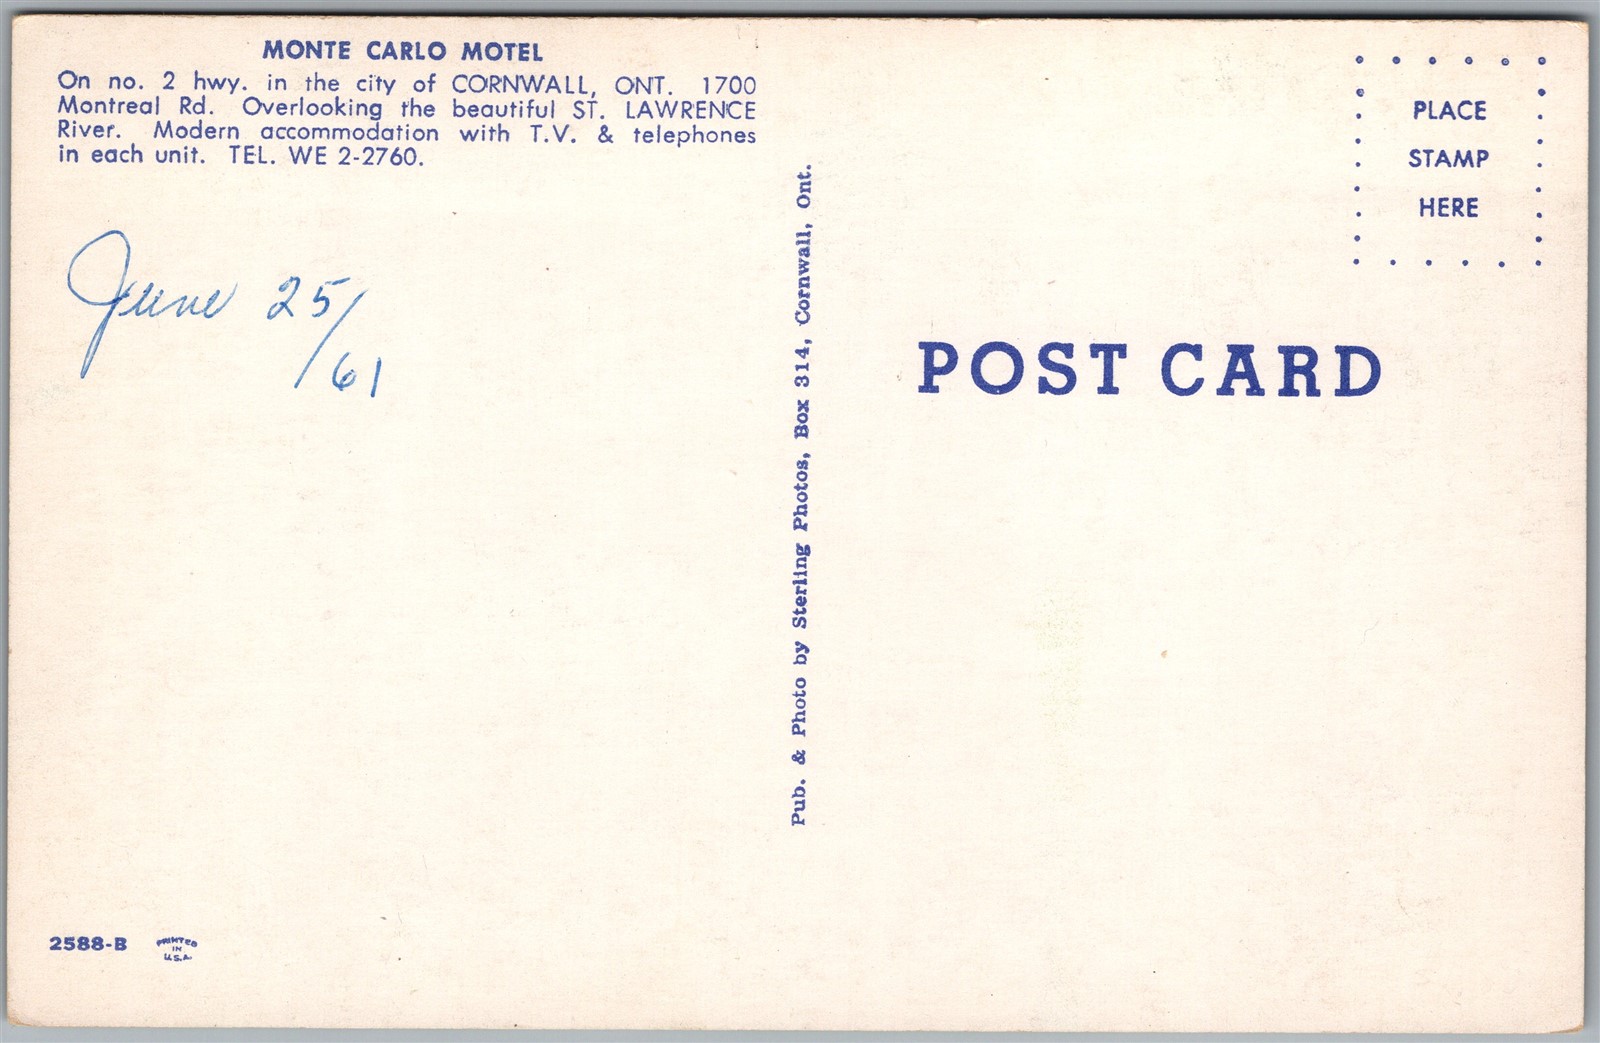 MONTE CARLO MOTEL
On no. 2 hwy. in the city of CORNWALL, ONT. 1700
Montreal Rd. Overlooking the beautiful ST. LAWRENCE
River. Modern accommodation with T.V. & telephones
in each unit. TEL. WE 2-2760.
June 25/
/61
Pub. & Photo by Sterling Photos, Box 314, Cornwall, Ont.
PLACE
STAMP
HERE
POST CARD
2588-B
PRINTED
IN
U.S.A.